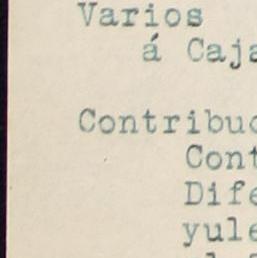 Varios
á Caja
Contribuc
Cont
Dife
yule